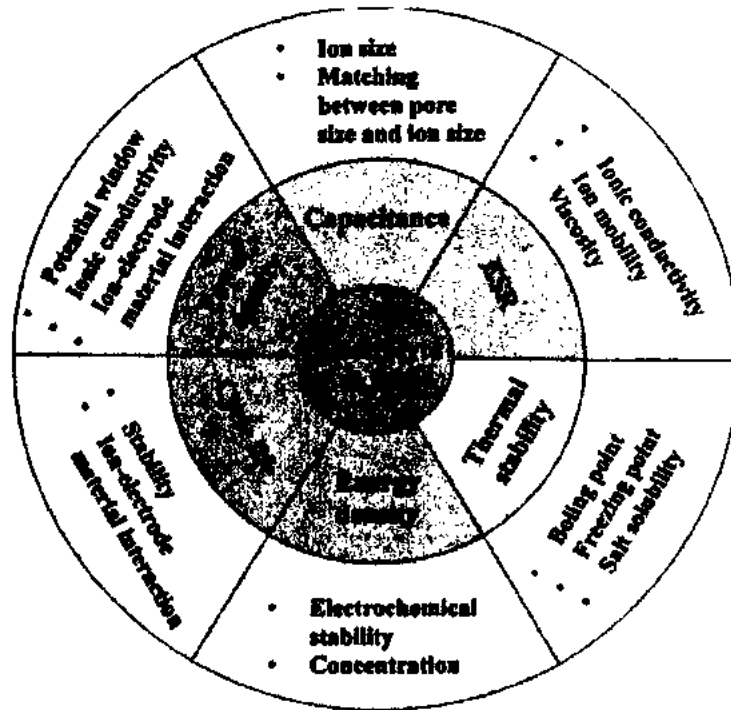 • Ion size
• Matching
between pore
size and ion size
Capacitance
• Ionic conductivity
• Ion mobility
• Viscosity
ESR
Thermal
stability
• Boiling point
• Freezing point
• Salt solubility
Energy
density
• Electrochemical
stability
• Concentration
• Stability
• Ion-electrode
material interaction
• Potential window
• Ionic conductivity
• Ion-electrode
material interaction